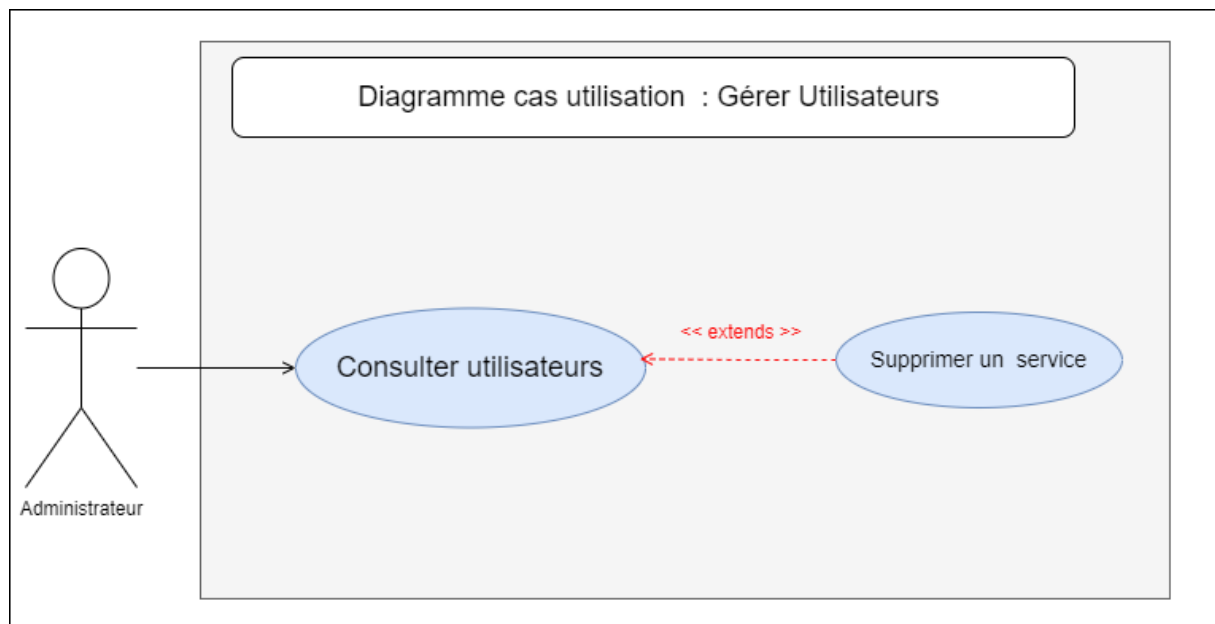 Diagramme cas utilisation : Gérer Utilisateurs
<< extends >>
Consulter utilisateurs
Supprimer un service
Administrateur